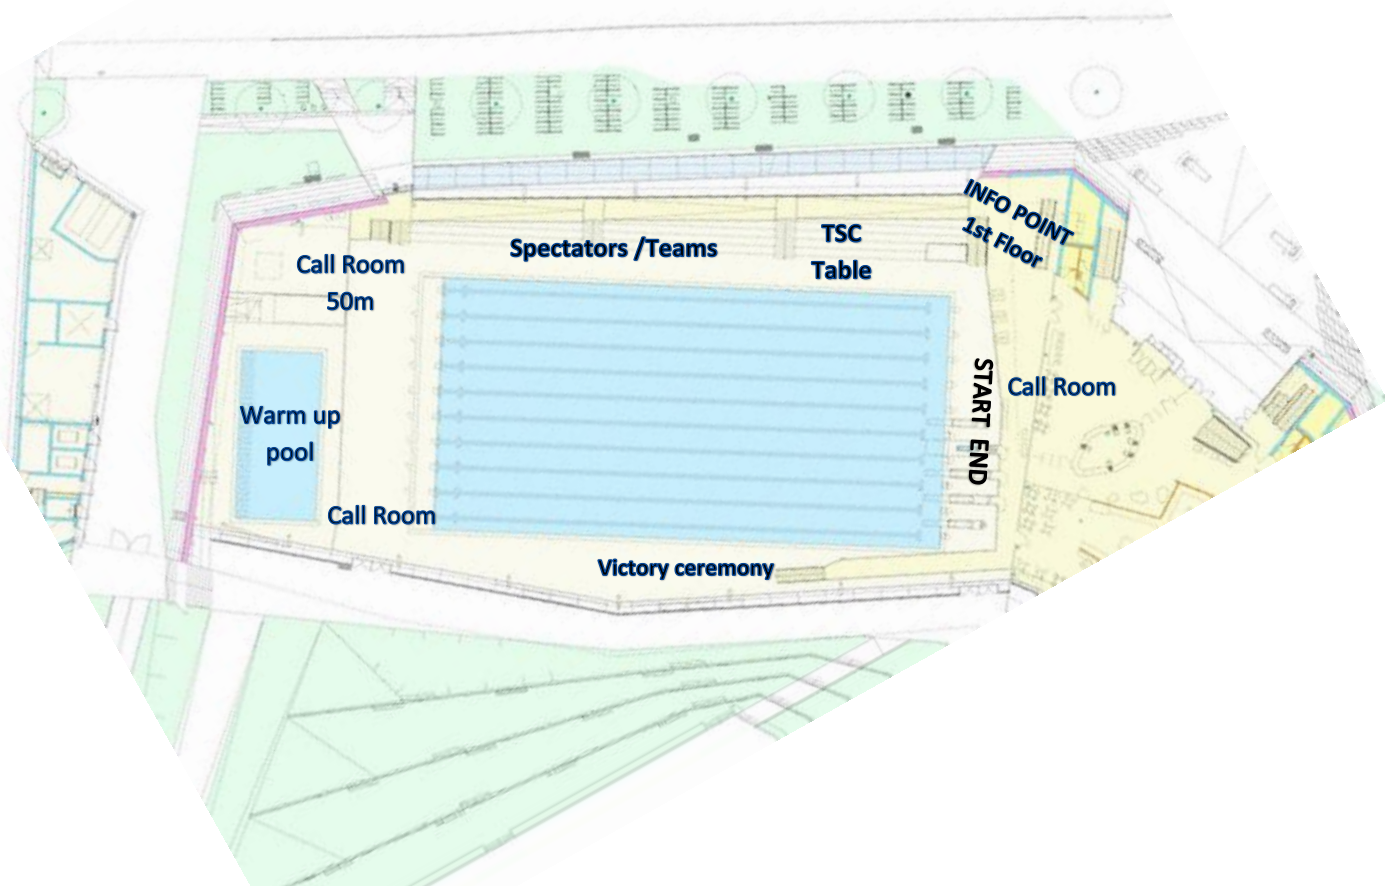 INFO POINT
1st Floor
Spectators /Teams
TSC
Table
Call Room
50m
START END
Call Room
Warm up
pool
Call Room
Victory ceremony